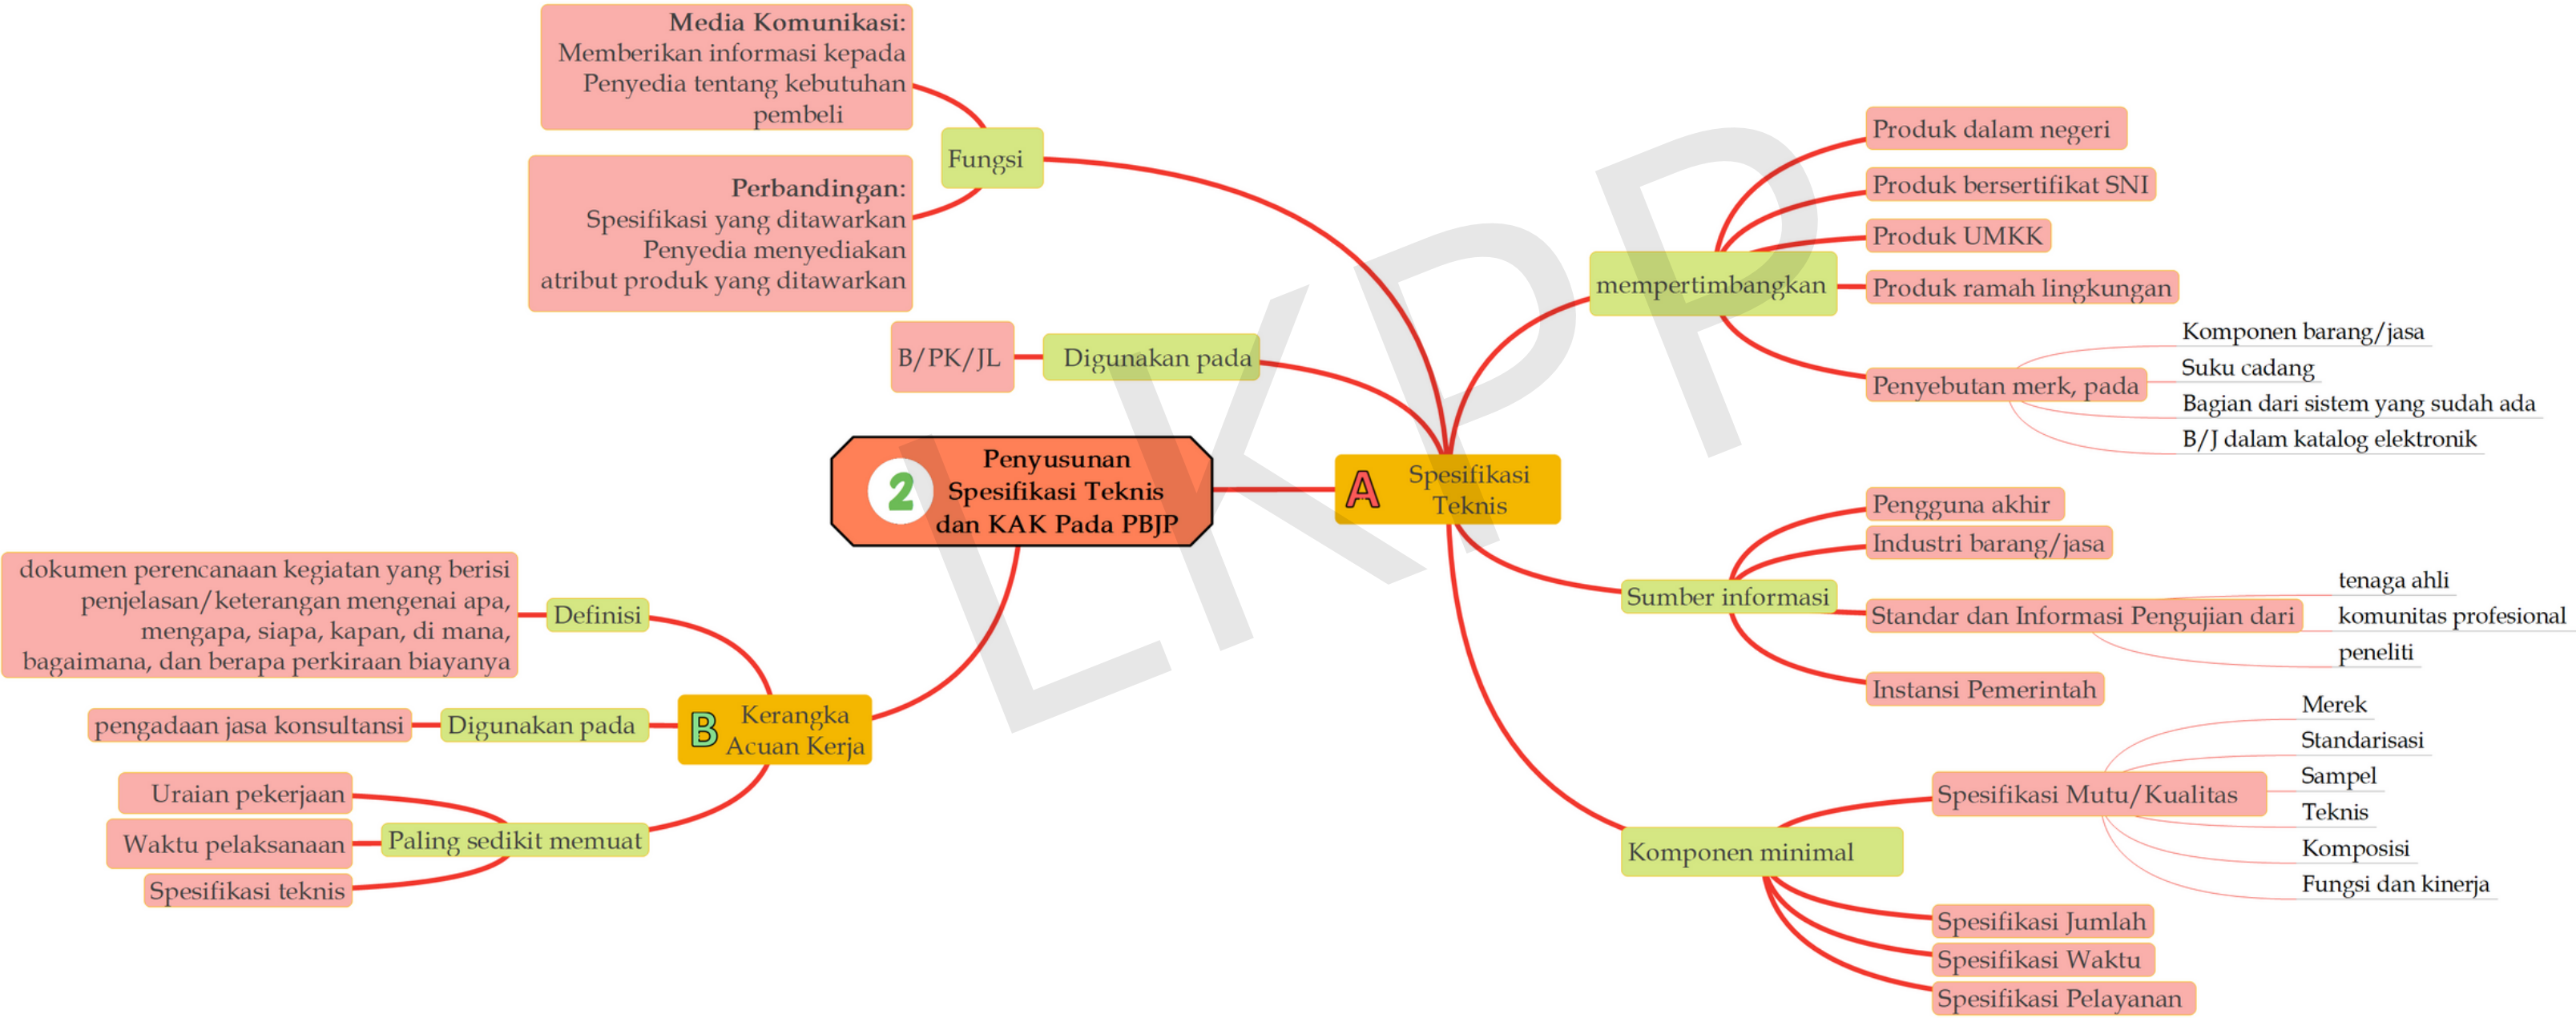 2
Penyusunan
Spesifikasi Teknis
dan KAK Pada PBJP
A
Spesifikasi
Teknis
Fungsi
Media Komunikasi:
Memberikan informasi kepada
Penyedia tentang kebutuhan
pembeli
Perbandingan:
Spesifikasi yang ditawarkan
Penyedia menyediakan
atribut produk yang ditawarkan
Digunakan pada
B/PK/JL
mempertimbangkan
Produk dalam negeri
Produk bersertifikat SNI
Produk UMKK
Produk ramah lingkungan
Penyebutan merk, pada
Komponen barang/jasa
Suku cadang
Bagian dari sistem yang sudah ada
B/J dalam katalog elektronik
Sumber informasi
Pengguna akhir
Industri barang/jasa
Standar dan Informasi Pengujian dari
tenaga ahli
komunitas profesional
peneliti
Instansi Pemerintah
Komponen minimal
Spesifikasi Mutu/Kualitas
Merek
Standarisasi
Sampel
Teknis
Komposisi
Fungsi dan kinerja
Spesifikasi Jumlah
Spesifikasi Waktu
Spesifikasi Pelayanan
B
Kerangka
Acuan Kerja
Definisi
dokumen perencanaan kegiatan yang berisi
penjelasan/keterangan mengenai apa,
mengapa, siapa, kapan, di mana,
bagaimana, dan berapa perkiraan biayanya
Digunakan pada
pengadaan jasa konsultansi
Paling sedikit memuat
Uraian pekerjaan
Waktu pelaksanaan
Spesifikasi teknis
LKPP